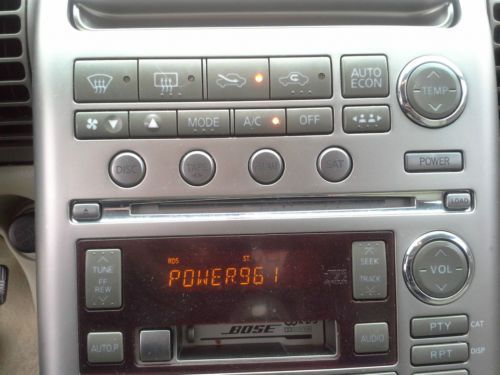 AUTO
ECON
TEMP
MODE
A/C
OFF
DISC
SAT
POWER
LOAD
RDS
ST
TUNE
FF
REW
POWER961
SEEK
TRACK
VOL
BOSE
AUTO.P
AUDIO
PTY CAT
RPT DISP